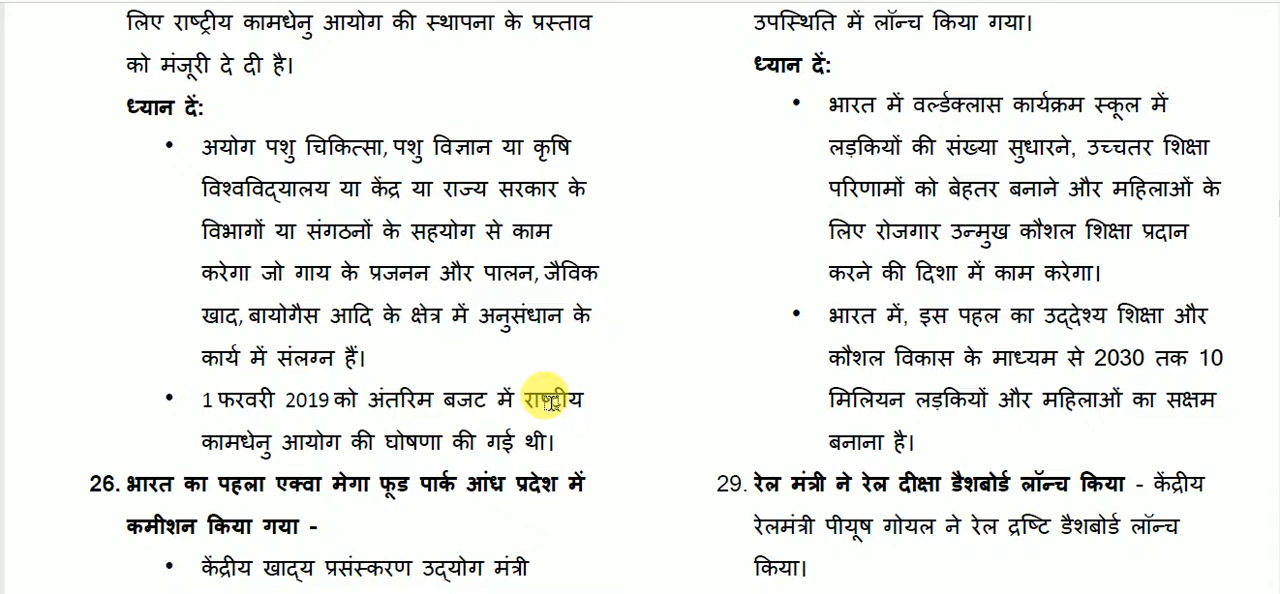 लिए राष्ट्रीय कामधेनु आयोग की स्थापना के प्रस्ताव
को मंजूरी दे दी है।
ध्यान दें:
• अयोग पशु चिकित्सा, पशु विज्ञान या कृषि
विश्वविद्यालय या केंद्र या राज्य सरकार के
विभागों या संगठनों के सहयोग से काम
करेगा जो गाय के प्रजनन और पालन, जैविक
खाद, बायोगैस आदि के क्षेत्र में अनुसंधान के
कार्य में संलग्न हैं।
• 1 फरवरी 2019 को अंतरिम बजट में राष्ट्रीय
कामधेनु आयोग की घोषणा की गई थी।
26. भारत का पहला एक्वा मेगा फूड पार्क आंध प्रदेश में
कमीशन किया गया -
• केंद्रीय खाद्य प्रसंस्करण उद्योग मंत्री
उपस्थिति में लॉन्च किया गया।
ध्यान दें:
• भारत में वर्ल्डक्लास कार्यक्रम स्कूल में
लड़कियों की संख्या सुधारने, उच्चतर शिक्षा
परिणामों को बेहतर बनाने और महिलाओं के
लिए रोजगार उन्मुख कौशल शिक्षा प्रदान
करने की दिशा में काम करेगा।
• भारत में, इस पहल का उद्देश्य शिक्षा और
कौशल विकास के माध्यम से 2030 तक 10
मिलियन लड़कियों और महिलाओं का सक्षम
बनाना है।
29. रेल मंत्री ने रेल दीक्षा डैशबोर्ड लॉन्च किया - केंद्रीय
रेलमंत्री पीयूष गोयल ने रेल द्रष्टि डैशबोर्ड लॉन्च
किया।